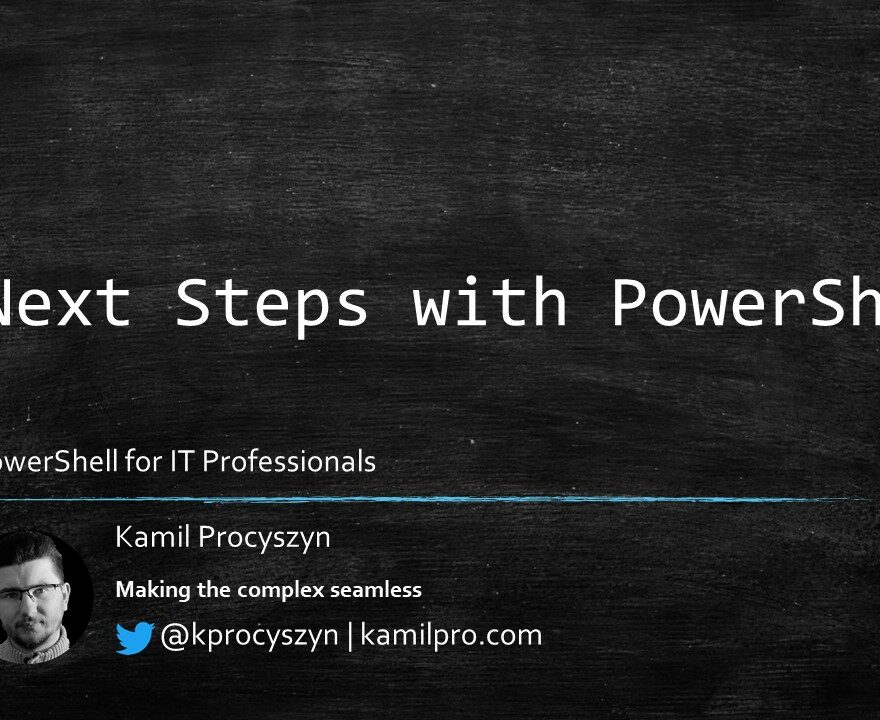 Next Steps with PowerSh
owerShell for IT Professionals
Kamil Procyszyn
Making the complex seamless
@kprocyszyn | kamilpro.com